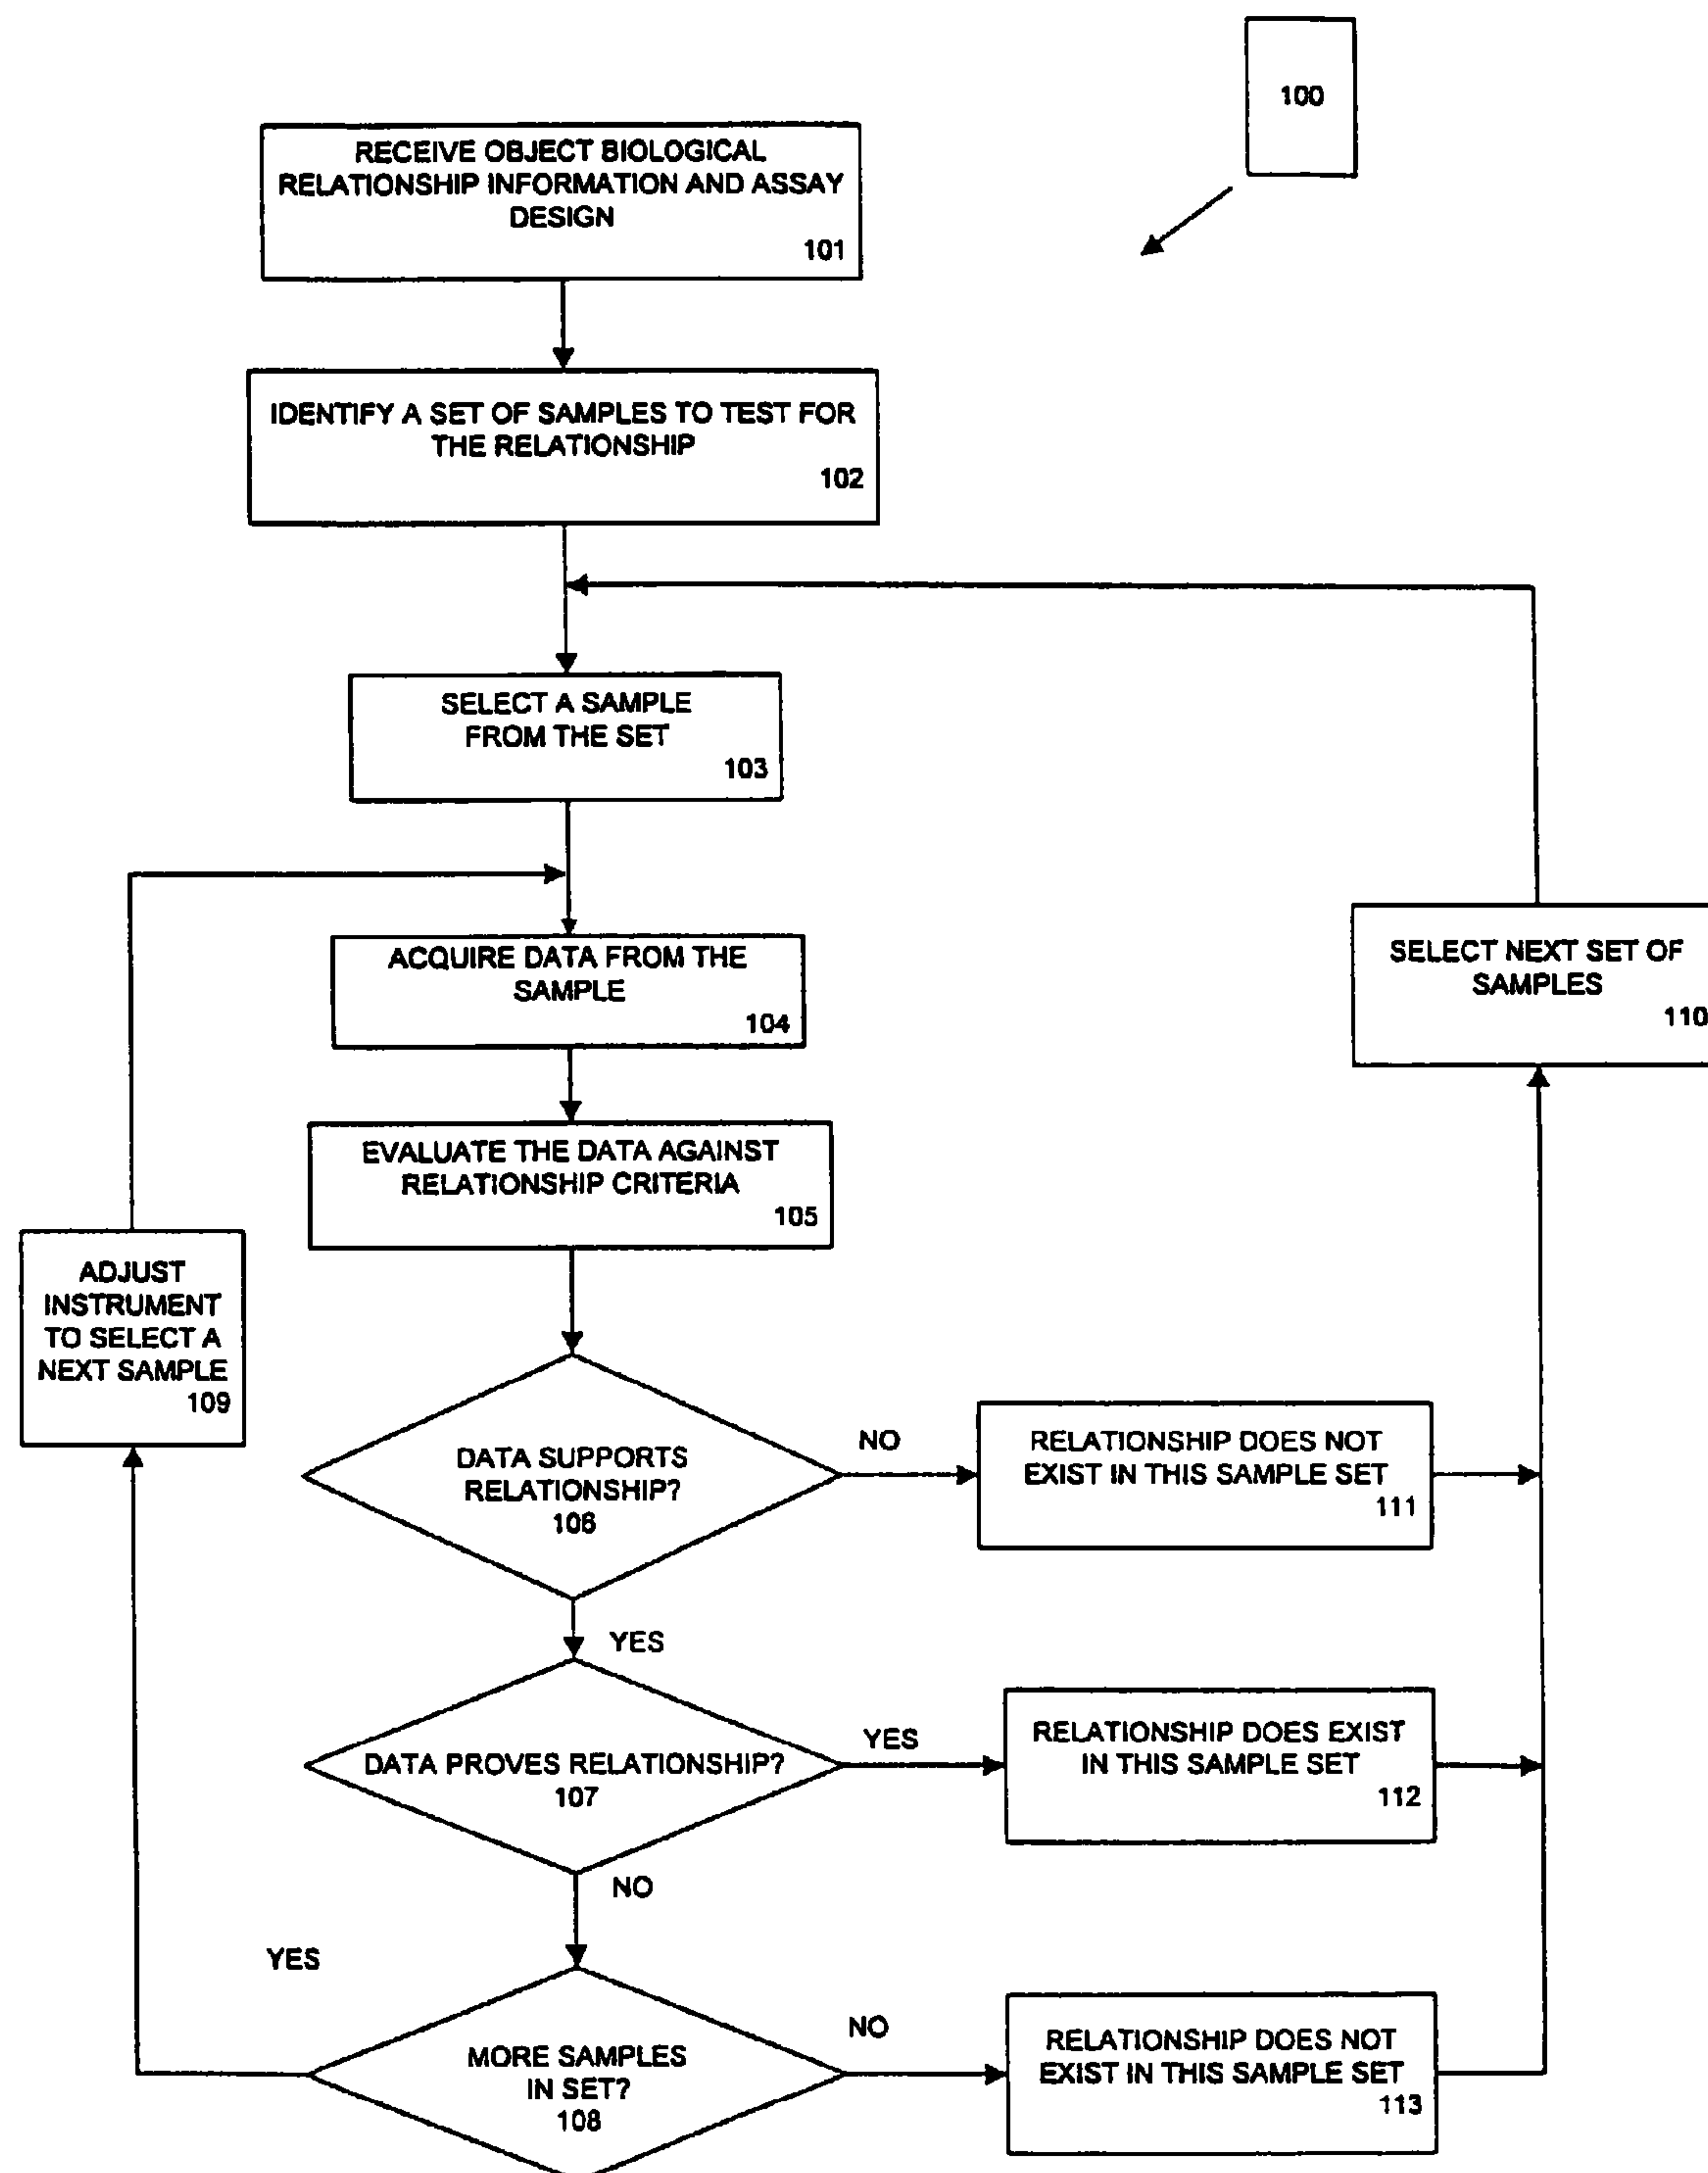 100
RECEIVE OBJECT BIOLOGICAL
RELATIONSHIP INFORMATION AND ASSAY
DESIGN
101
IDENTIFY A SET OF SAMPLES TO TEST FOR
THE RELATIONSHIP
102
SELECT A SAMPLE
FROM THE SET
103
ACQUIRE DATA FROM THE
SAMPLE
104
SELECT NEXT SET OF
SAMPLES
110
EVALUATE THE DATA AGAINST
RELATIONSHIP CRITERIA
105
ADJUST
INSTRUMENT
TO SELECT A
NEXT SAMPLE
109
DATA SUPPORTS
RELATIONSHIP?
106
NO
RELATIONSHIP DOES NOT
EXIST IN THIS SAMPLE SET
111
YES
DATA PROVES RELATIONSHIP?
107
YES
RELATIONSHIP DOES EXIST
IN THIS SAMPLE SET
112
NO
YES
MORE SAMPLES
IN SET?
108
NO
RELATIONSHIP DOES NOT
EXIST IN THIS SAMPLE SET
113